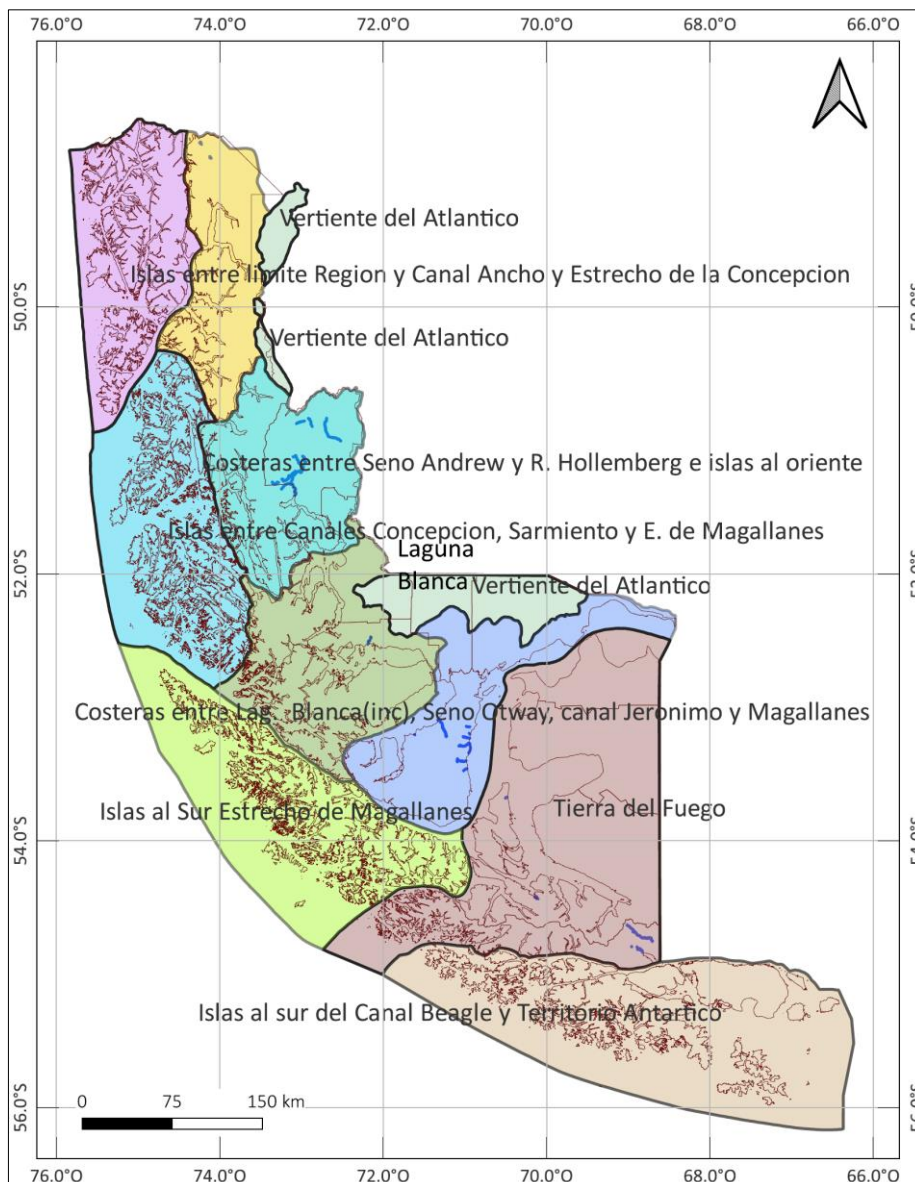 76.0°O 74.0°O 72.0°O 70.0°O 68.0°O 66.0°O
Vertiente del Atlantico
Islas entre limite Region y Canal Ancho y Estrecho de la Concepcion
50.0°S
Vertiente del Atlantico
Costeras entre Seno Andrew y R. Hollemberg e islas al oriente
Islas entre Canales Concepcion, Sarmiento y E. de Magallanes
Laguna
Blanca
Vertiente del Atlantico
52.0°S
Costeras entre Lag. Blanca(inc), Seno Otway, canal Jeronimo y Magallanes
Islas al Sur Estrecho de Magallanes
Tierra del Fuego
54.0°S
Islas al sur del Canal Beagle y Territorio Antartico
0 75 150 km
56.0°S
76.0°O 74.0°O 72.0°O 70.0°O 68.0°O 66.0°O